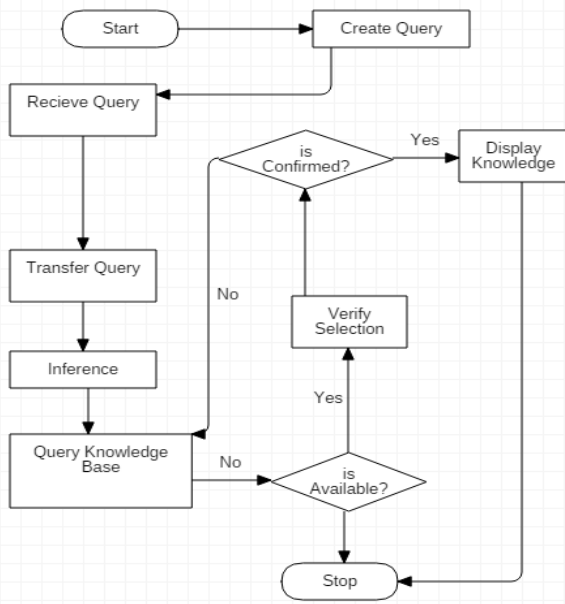 Start
Create Query
Recieve Query
is
Confirmed?
Yes
Display
Knowledge
Transfer Query
No
Verify
Selection
Inference
Yes
Query Knowledge
Base
No
is
Available?
Stop